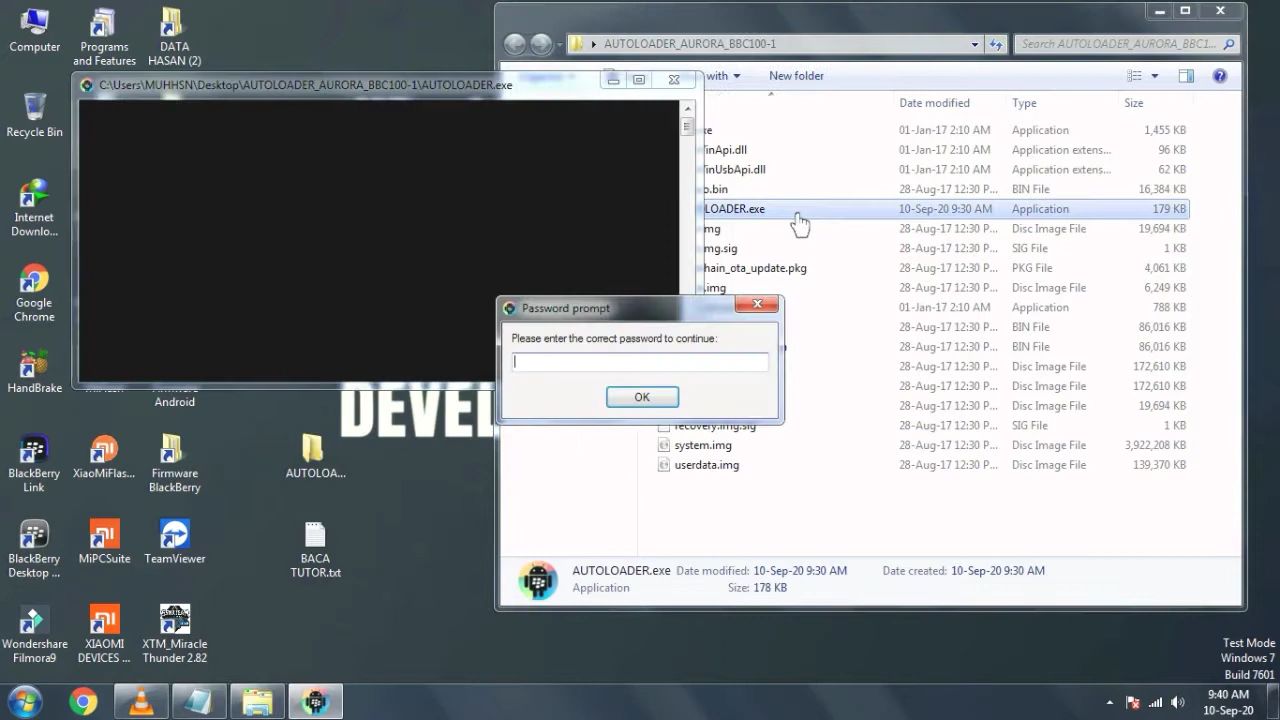 Computer
Programs
and Features
DATA
HASAN (2)
Recycle Bin
Internet
Downlo...
Google
Chrome
HandBrake
Android
BlackBerry
Link
XiaoMiFlas...
Firmware
BlackBerry
AUTOLOA...
BlackBerry
Desktop ...
MiPCSuite
TeamViewer
BACA
TUTOR.txt
Wondershare
Filmora9
XIAOMI
DEVICES ...
XTM_Miracle
Thunder 2.82
DEVEL
C:\Users\MUHHSN\Desktop\AUTOLOADER_AURORA_BBC100-1\AUTOLOADER.exe
AUTOLOADER_AURORA_BBC100-1
Search AUTOLOADER_AURORA_BBC1...
with
New folder
Date modified Type Size
xe 01-Jan-17 2:10 AM Application 1,455 KB
inApi.dll 01-Jan-17 2:10 AM Application extens... 96 KB
inUsbApi.dll 01-Jan-17 2:10 AM Application extens... 62 KB
o.bin 28-Aug-17 12:30 P... BIN File 16,384 KB
LOADER.exe 10-Sep-20 9:30 AM Application 179 KB
mg 28-Aug-17 12:30 P... Disc Image File 19,694 KB
mg.sig 28-Aug-17 12:30 P... SIG File 1 KB
hain_ota_update.pkg 28-Aug-17 12:30 P... PKG File 4,061 KB
.img 28-Aug-17 12:30 P... Disc Image File 6,249 KB
01-Jan-17 2:10 AM Application 788 KB
28-Aug-17 12:30 P... BIN File 86,016 KB
28-Aug-17 12:30 P... BIN File 86,016 KB
28-Aug-17 12:30 P... Disc Image File 172,610 KB
28-Aug-17 12:30 P... Disc Image File 172,610 KB
28-Aug-17 12:30 P... Disc Image File 19,694 KB
recovery.img.sig 28-Aug-17 12:30 P... SIG File 1 KB
system.img 28-Aug-17 12:30 P... Disc Image File 3,922,208 KB
userdata.img 28-Aug-17 12:30 P... Disc Image File 139,370 KB
Password prompt
Please enter the correct password to continue:
OK
AUTOLOADER.exe Date modified: 10-Sep-20 9:30 AM Date created: 10-Sep-20 9:30 AM
Application Size: 178 KB
Test Mode
Windows 7
Build 7601
9:40 AM
10-Sep-20